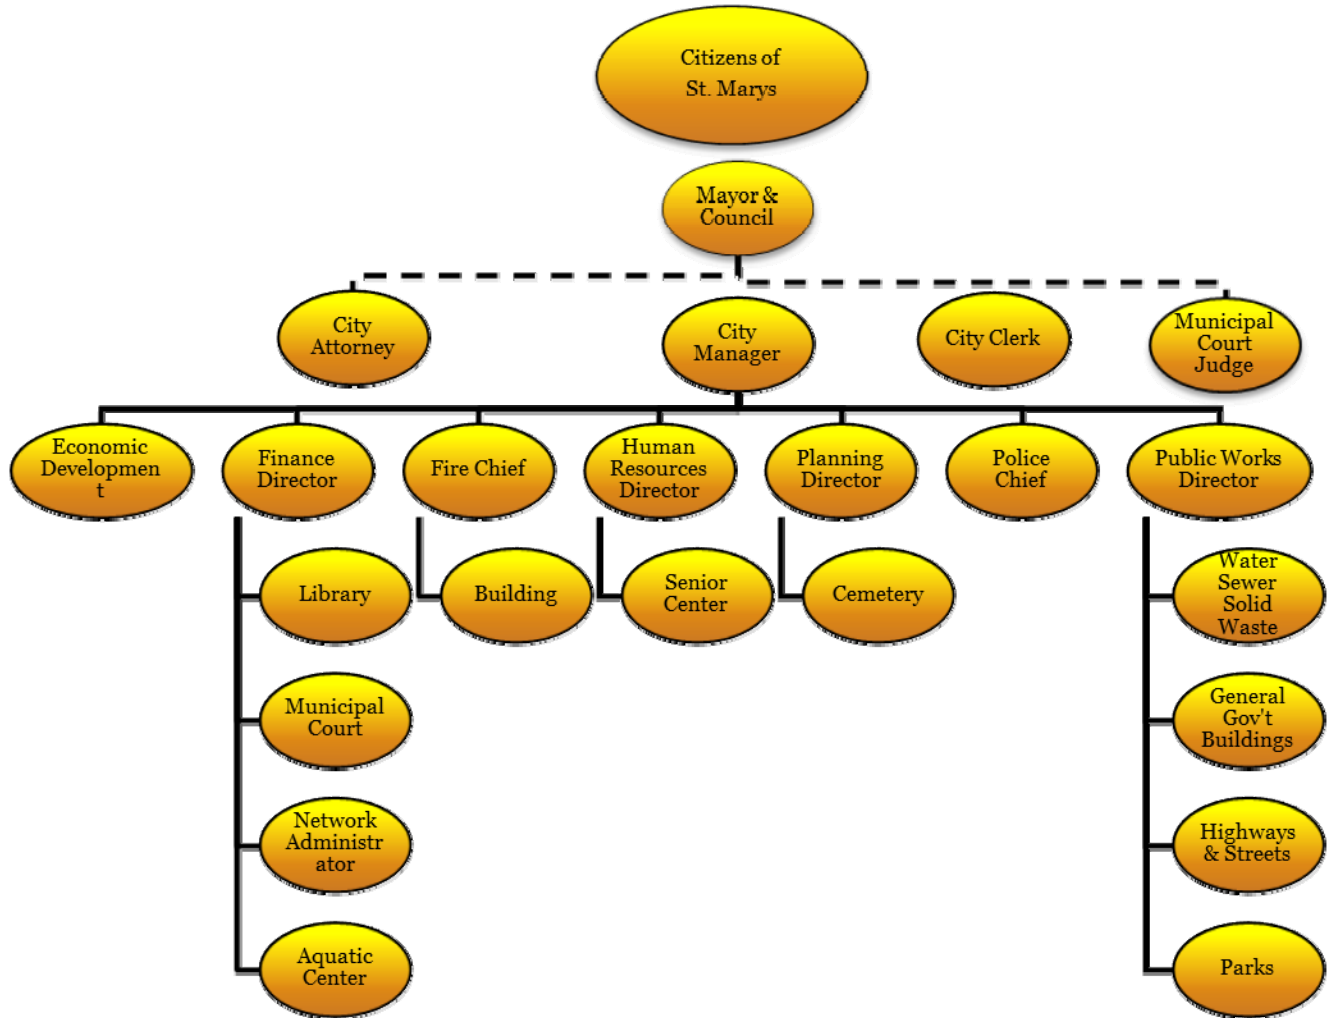 Citizens of
St. Marys
Mayor &
Council
City
Attorney
City
Manager
City Clerk
Municipal
Court
Judge
Economic
Developmen
t
Finance
Director
Fire Chief
Human
Resources
Director
Planning
Director
Police
Chief
Public Works
Director
Library
Building
Senior
Center
Cemetery
Water
Sewer
Solid
Waste
Municipal
Court
General
Gov't
Buildings
Network
Administr
ator
Highways
& Streets
Aquatic
Center
Parks